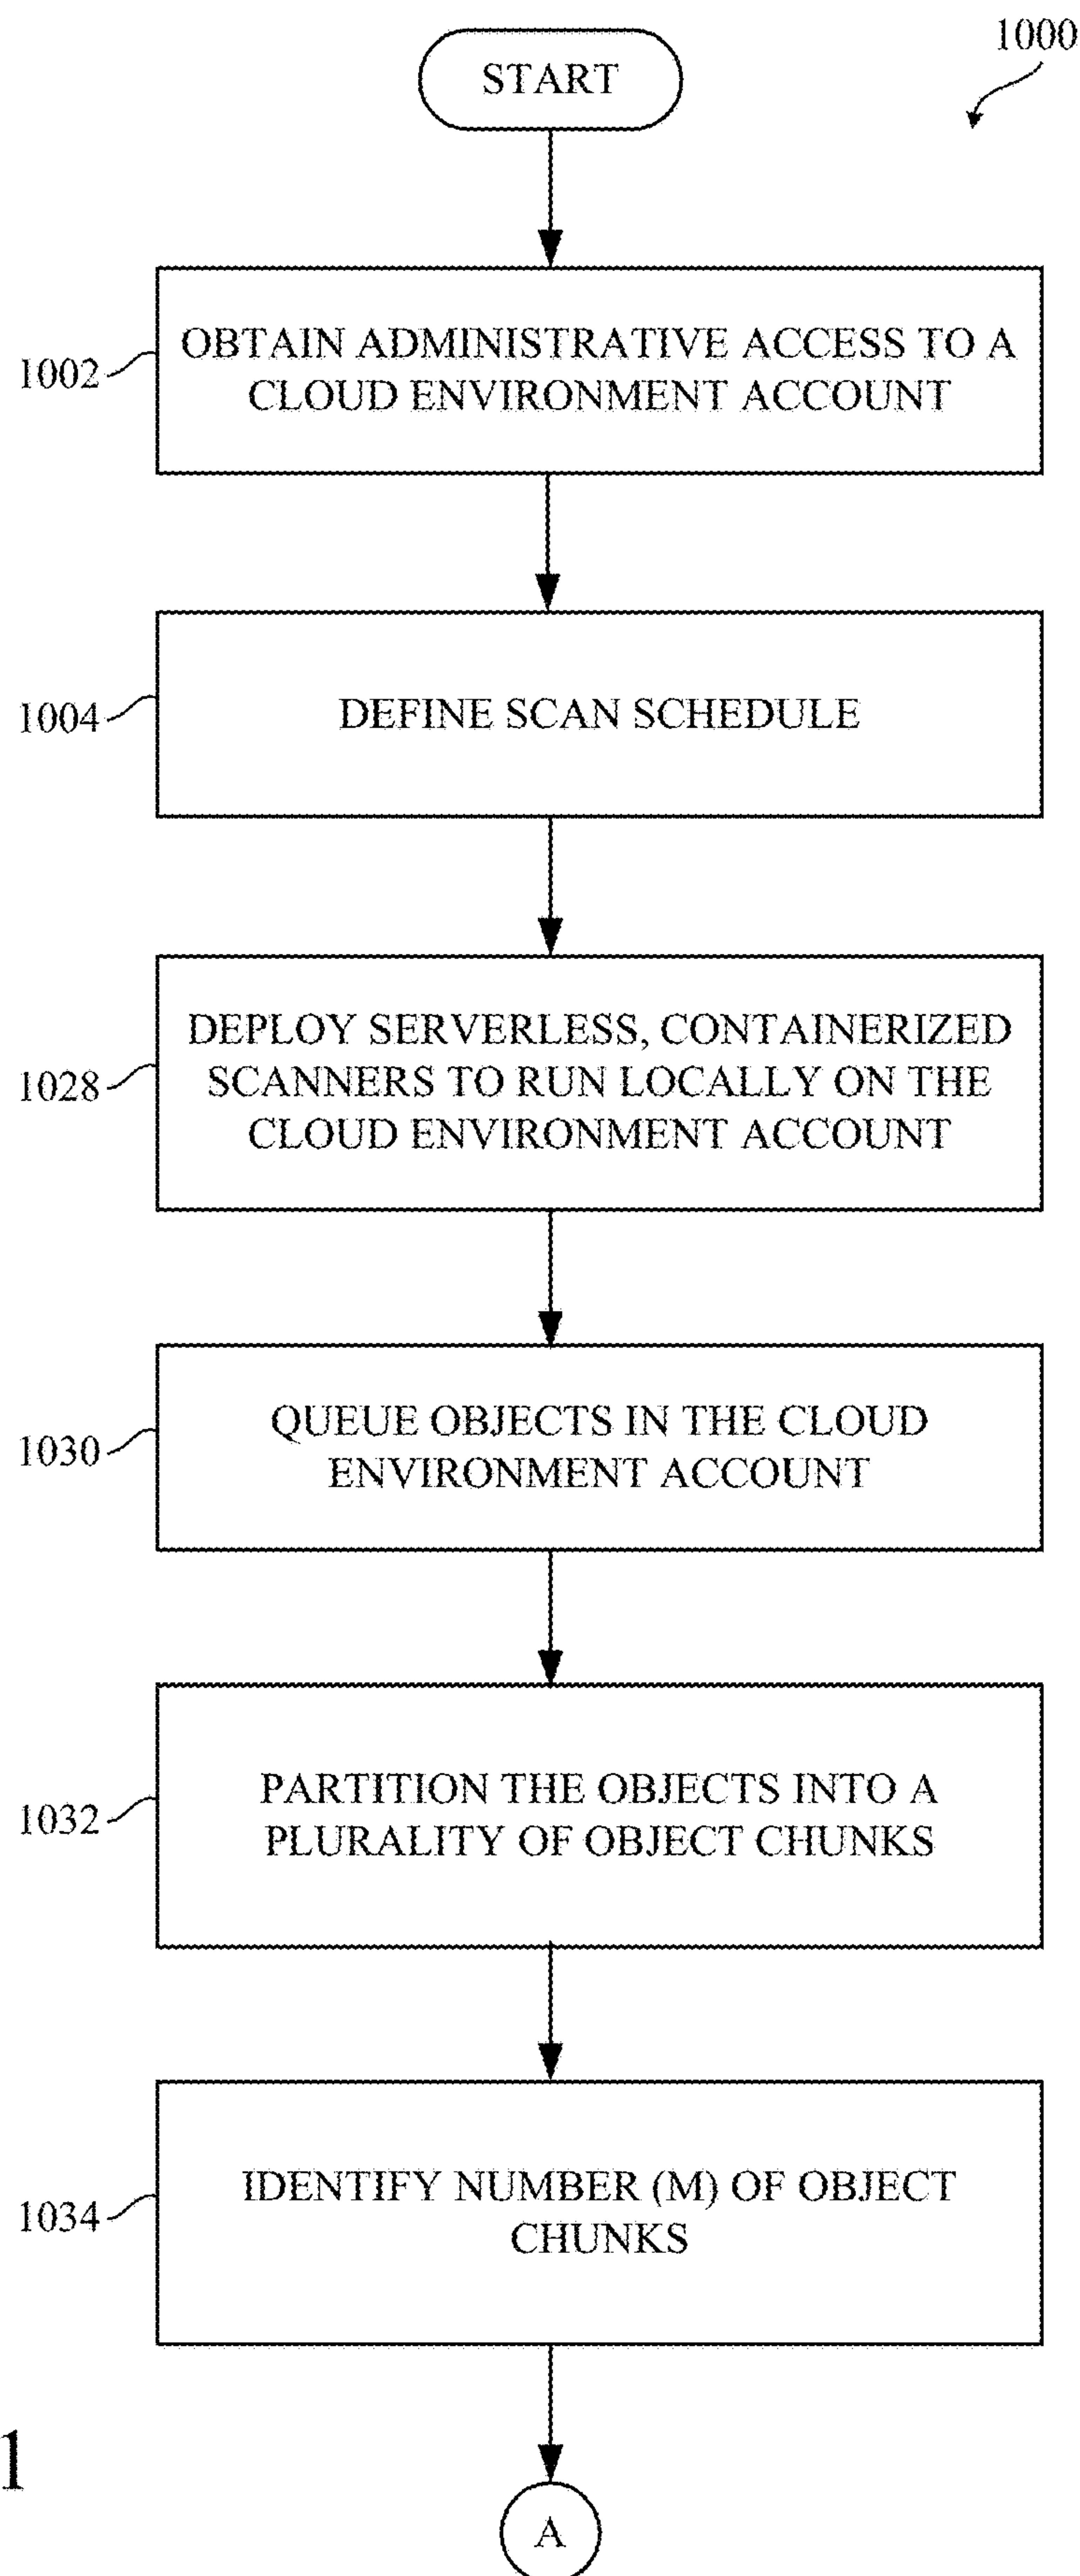 1000
START
1002
OBTAIN ADMINISTRATIVE ACCESS TO A
CLOUD ENVIRONMENT ACCOUNT
1004
DEFINE SCAN SCHEDULE
1028
DEPLOY SERVERLESS, CONTAINERIZED
SCANNERS TO RUN LOCALLY ON THE
CLOUD ENVIRONMENT ACCOUNT
1030
QUEUE OBJECTS IN THE CLOUD
ENVIRONMENT ACCOUNT
1032
PARTITION THE OBJECTS INTO A
PLURALITY OF OBJECT CHUNKS
1034
IDENTIFY NUMBER (M) OF OBJECT
CHUNKS
1
A